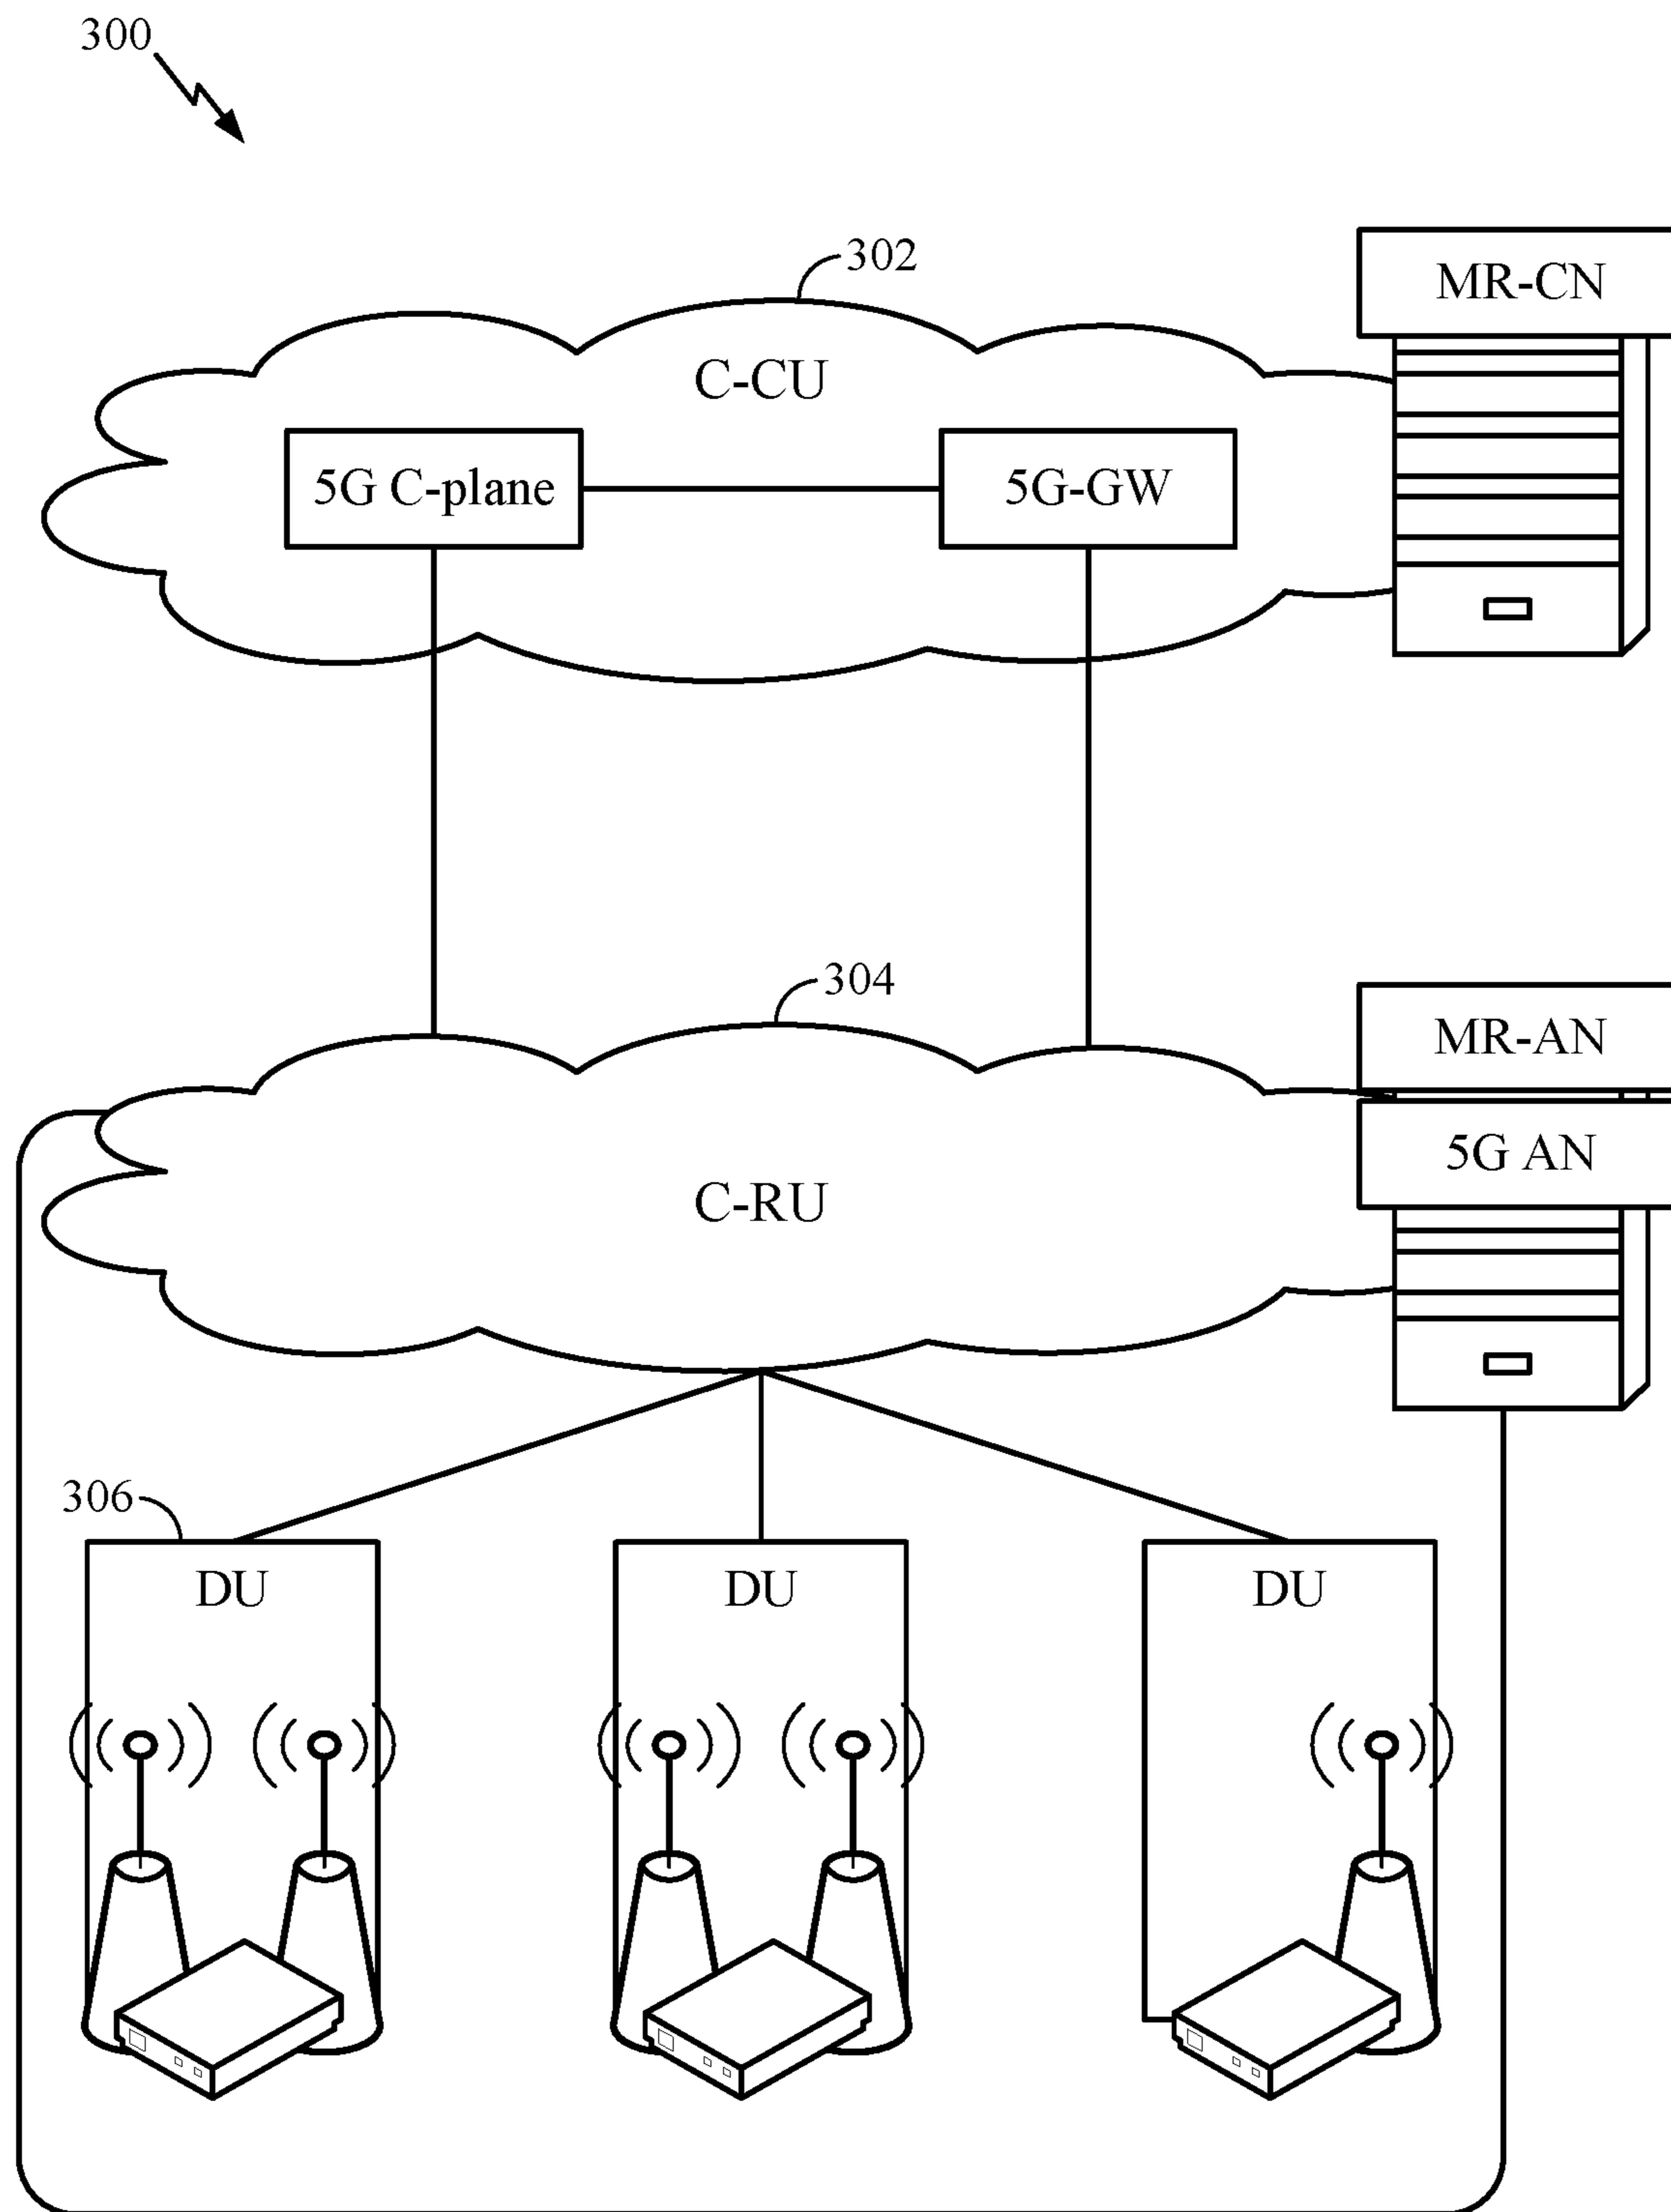 300
302
MR-CN
C-CU
5G C-plane
5G-GW
304
MR-AN
5G AN
C-RU
306
DU
DU
DU